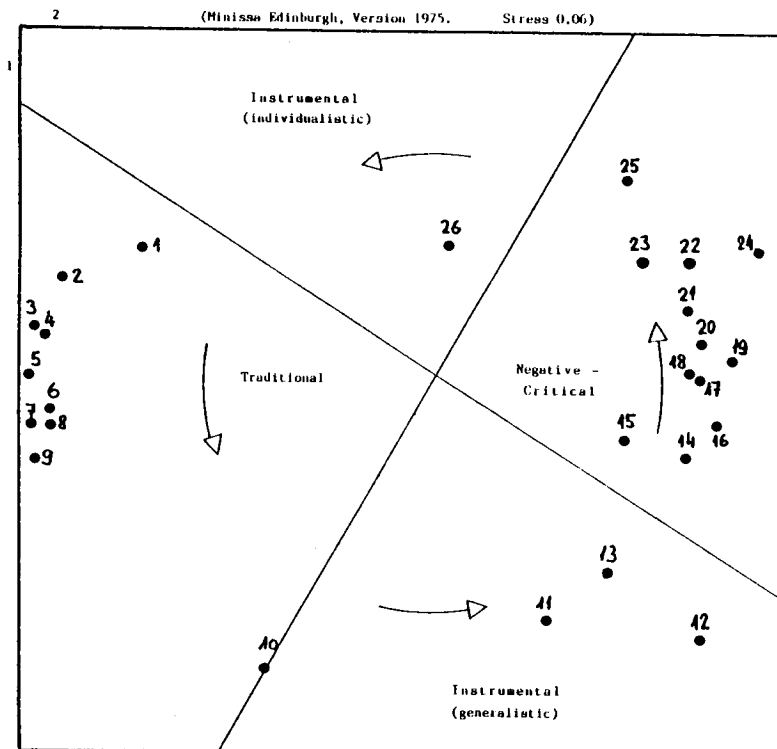 2 (Minissa Edinburgh, Version 1975. Stress 0.06)
1
Instrumental
(individualistic)
25
26
1
23 22 24
2
21
3 4
20
19
5
Traditional
Negative -
Critical
18
17
6
7 8
15
16
9
14
13
11
12
10
Instrumental
(generalistic)